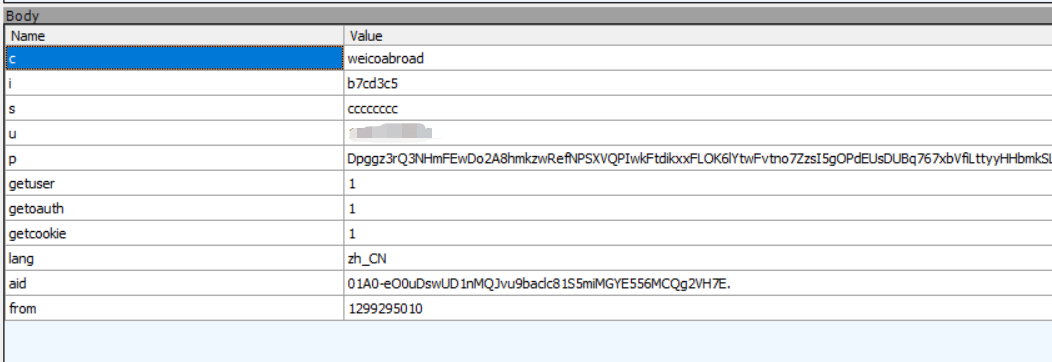 Body
Name Value
c weicoabroad
i b7cd3c5
s cccccccc
u
p Dpggz3rQ3NHmFEwDo2A8hmkzwRefNPSXVQPIwkFtdikxxFLOK6lYtwFvtno7ZzsI5gOPdEUsDUBq767xbVfiLttyyHHbmkSL
getuser 1
getoauth 1
getcookie 1
lang zh_CN
aid 01A0-eO0uDswUD1nMQJvu9baclc81S5miMGYE556MCQg2VH7E.
from 1299295010